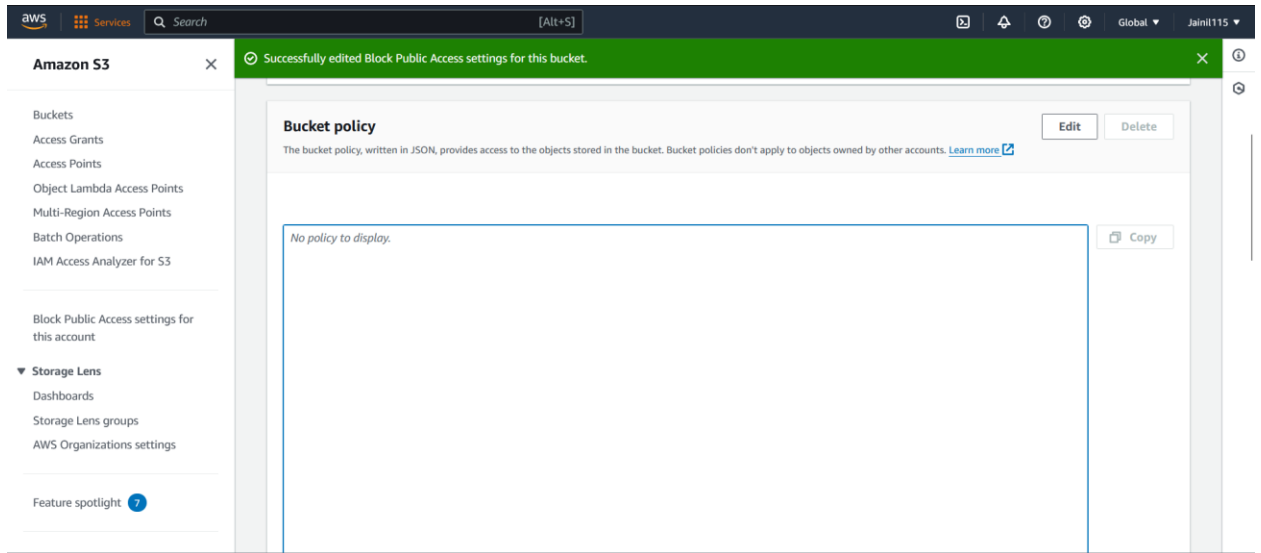 aws Services Search [Alt+S] Global Jainil115
Amazon S3
Successfully edited Block Public Access settings for this bucket.
Buckets
Access Grants
Access Points
Object Lambda Access Points
Multi-Region Access Points
Batch Operations
IAM Access Analyzer for S3
Block Public Access settings for
this account
Storage Lens
Dashboards
Storage Lens groups
AWS Organizations settings
Feature spotlight 7
Bucket policy
Edit Delete
The bucket policy, written in JSON, provides access to the objects stored in the bucket. Bucket policies don't apply to objects owned by other accounts. Learn more
No policy to display.
Copy